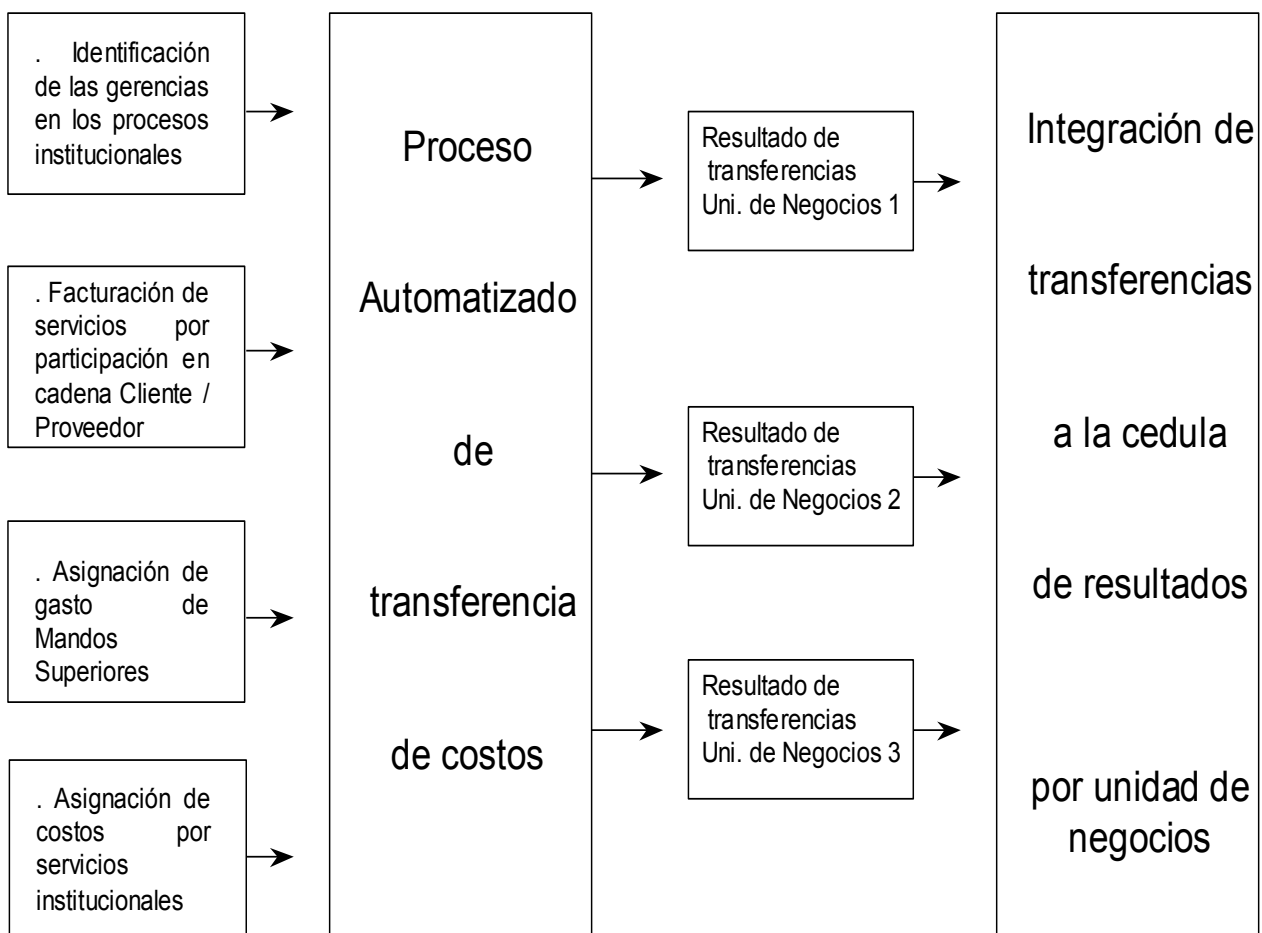 . Identificación
de las gerencias
en los procesos
institucionales
. Facturación de
servicios por
participación en
cadena Cliente /
Proveedor
. Asignación de
gasto de
Mandos
Superiores
. Asignación de
costos por
servicios
institucionales
Proceso
Automatizado
de
transferencia
de costos
Resultado de
transferencias
Uni. de Negocios 1
Resultado de
transferencias
Uni. de Negocios 2
Resultado de
transferencias
Uni. de Negocios 3
Integración de
transferencias
a la cedula
de resultados
por unidad de
negocios